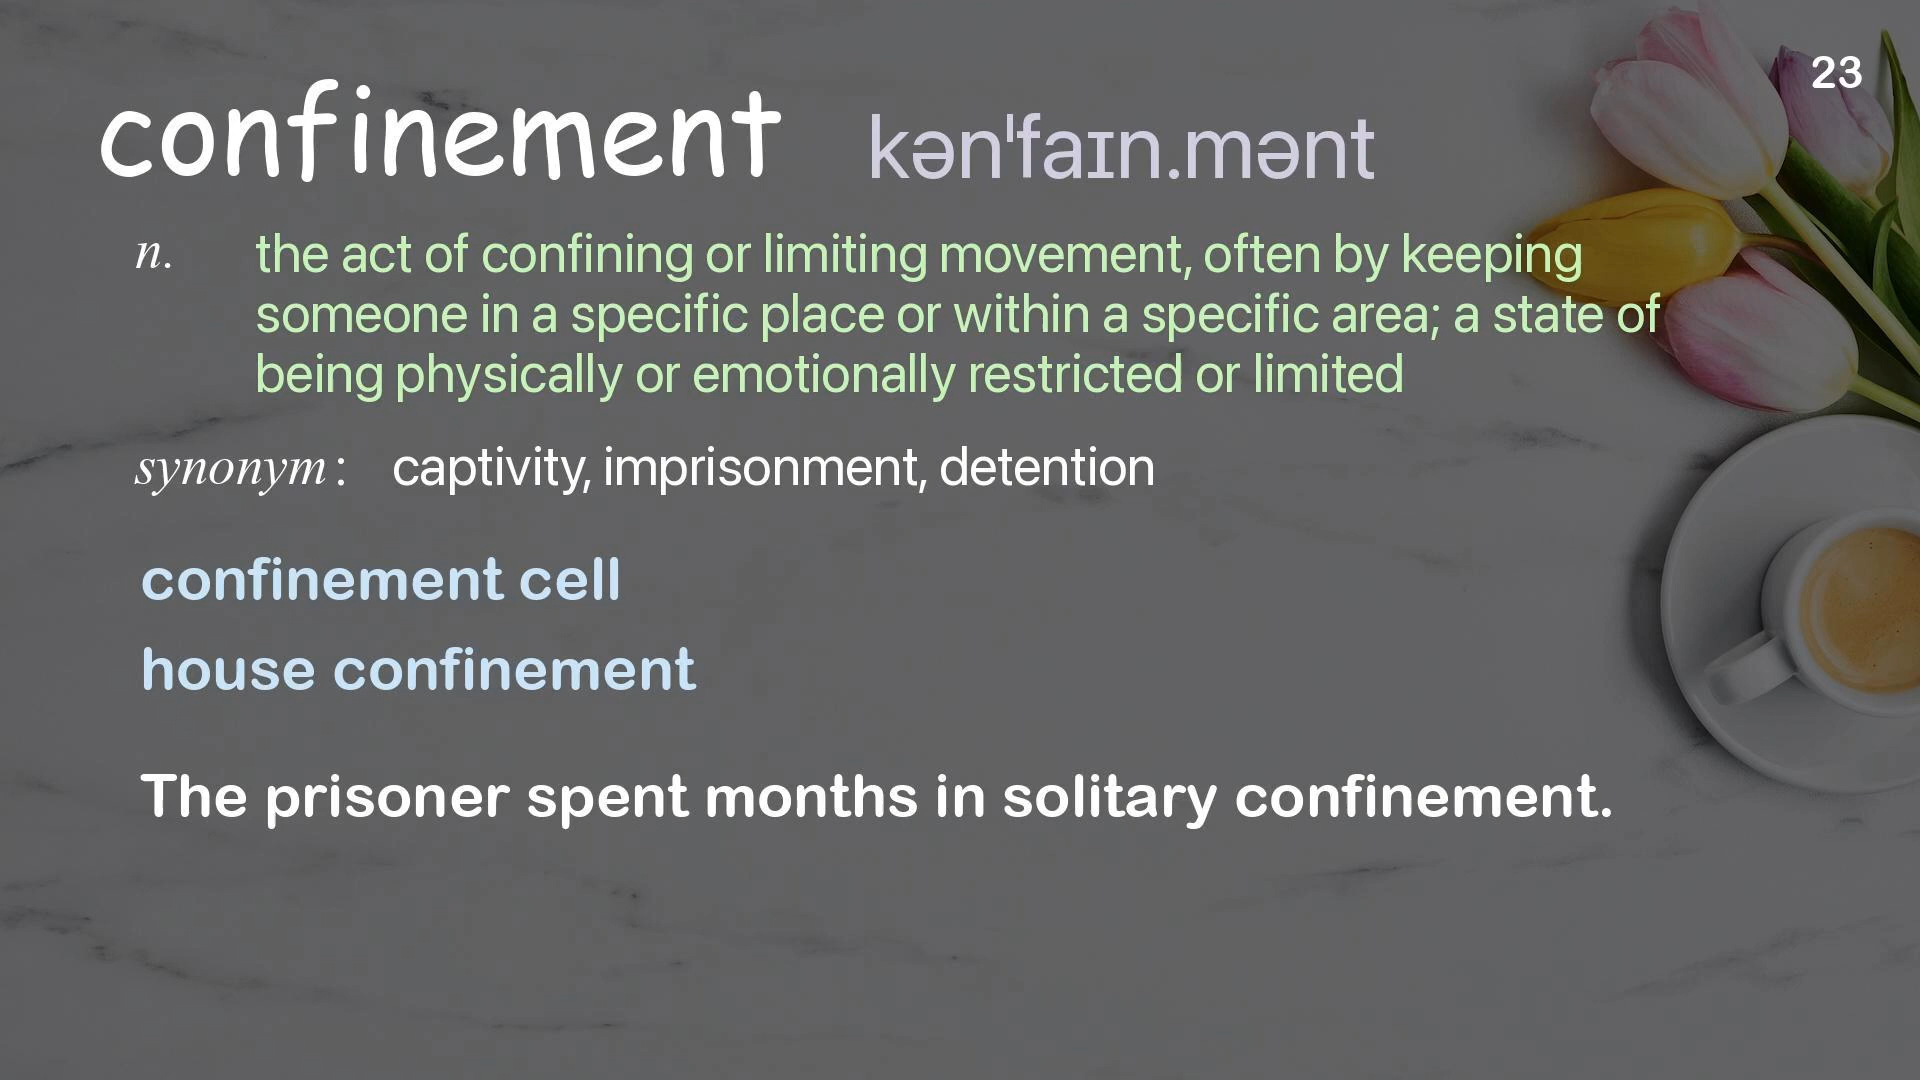 23
confinement kənˈfaɪn.mənt
n. the act of confining or limiting movement, often by keeping
someone in a specific place or within a specific area; a state of
being physically or emotionally restricted or limited
synonym: captivity, imprisonment, detention
confinement cell
house confinement
The prisoner spent months in solitary confinement.